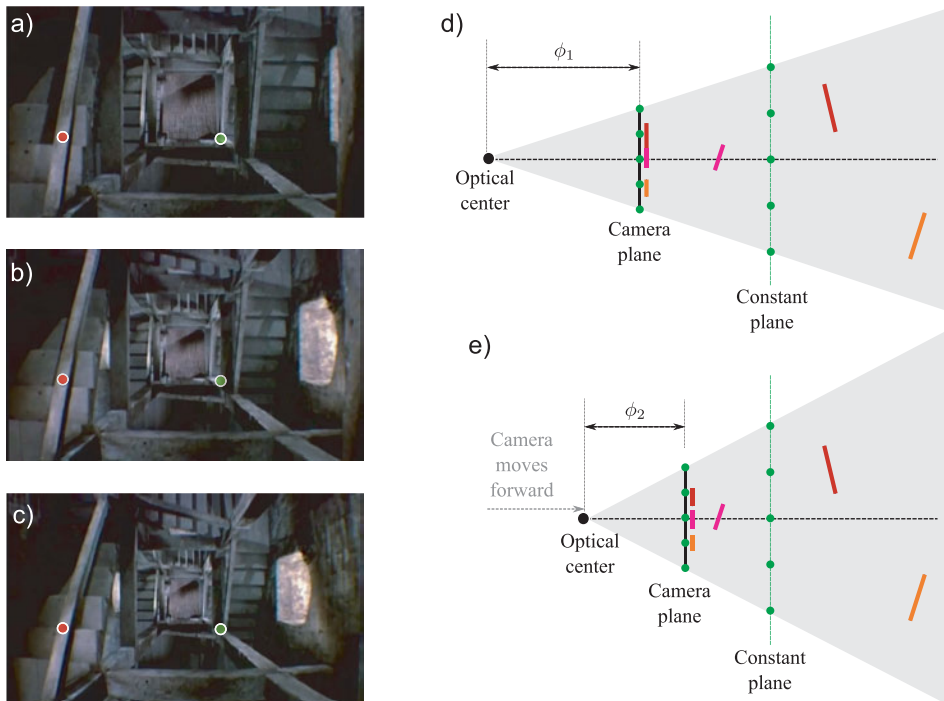 a)
b)
c)
d)
ϕ₁
Optical
center
Camera
plane
Constant
plane
e)
ϕ₂
Camera
moves
forward
Optical
center
Camera
plane
Constant
plane